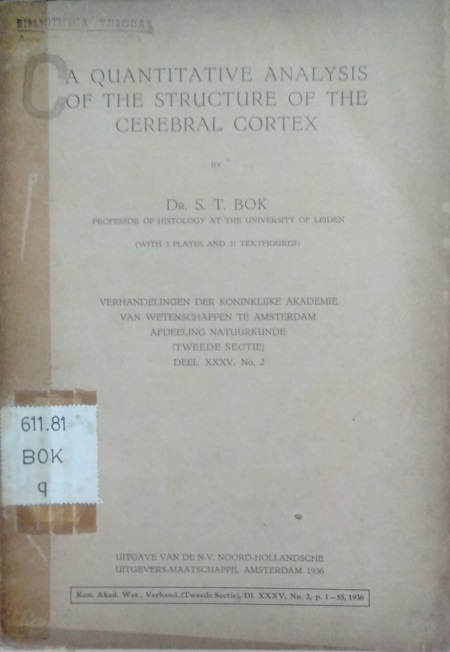 BIBLIOTHECA
C
A QUANTITATIVE ANALYSIS
OF THE STRUCTURE OF THE
CEREBRAL CORTEX
BY
DR. S. T. BOK
PROFESSOR OF HISTOLOGY AT THE UNIVERSITY OF LEIDEN
(WITH 3 PLATES AND 31 TEXTFIGURES)
VERHANDELINGEN DER KONINKLIJKE AKADEMIE
VAN WETENSCHAPPEN TE AMSTERDAM
AFDEELING NATUURKUNDE
(TWEEDE SECTIE)
DEEL XXXV. No. 2
611.81
BOK
q
UITGAVE VAN DE N.V. NOORD-HOLLANDSCHE
UITGEVERS-MAATSCHAPPIJ, AMSTERDAM 1936
Kon. Akad. Wet., Verhand. (Tweede Sectie), Dl. XXXV, No. 2, p. 1—55, 1936